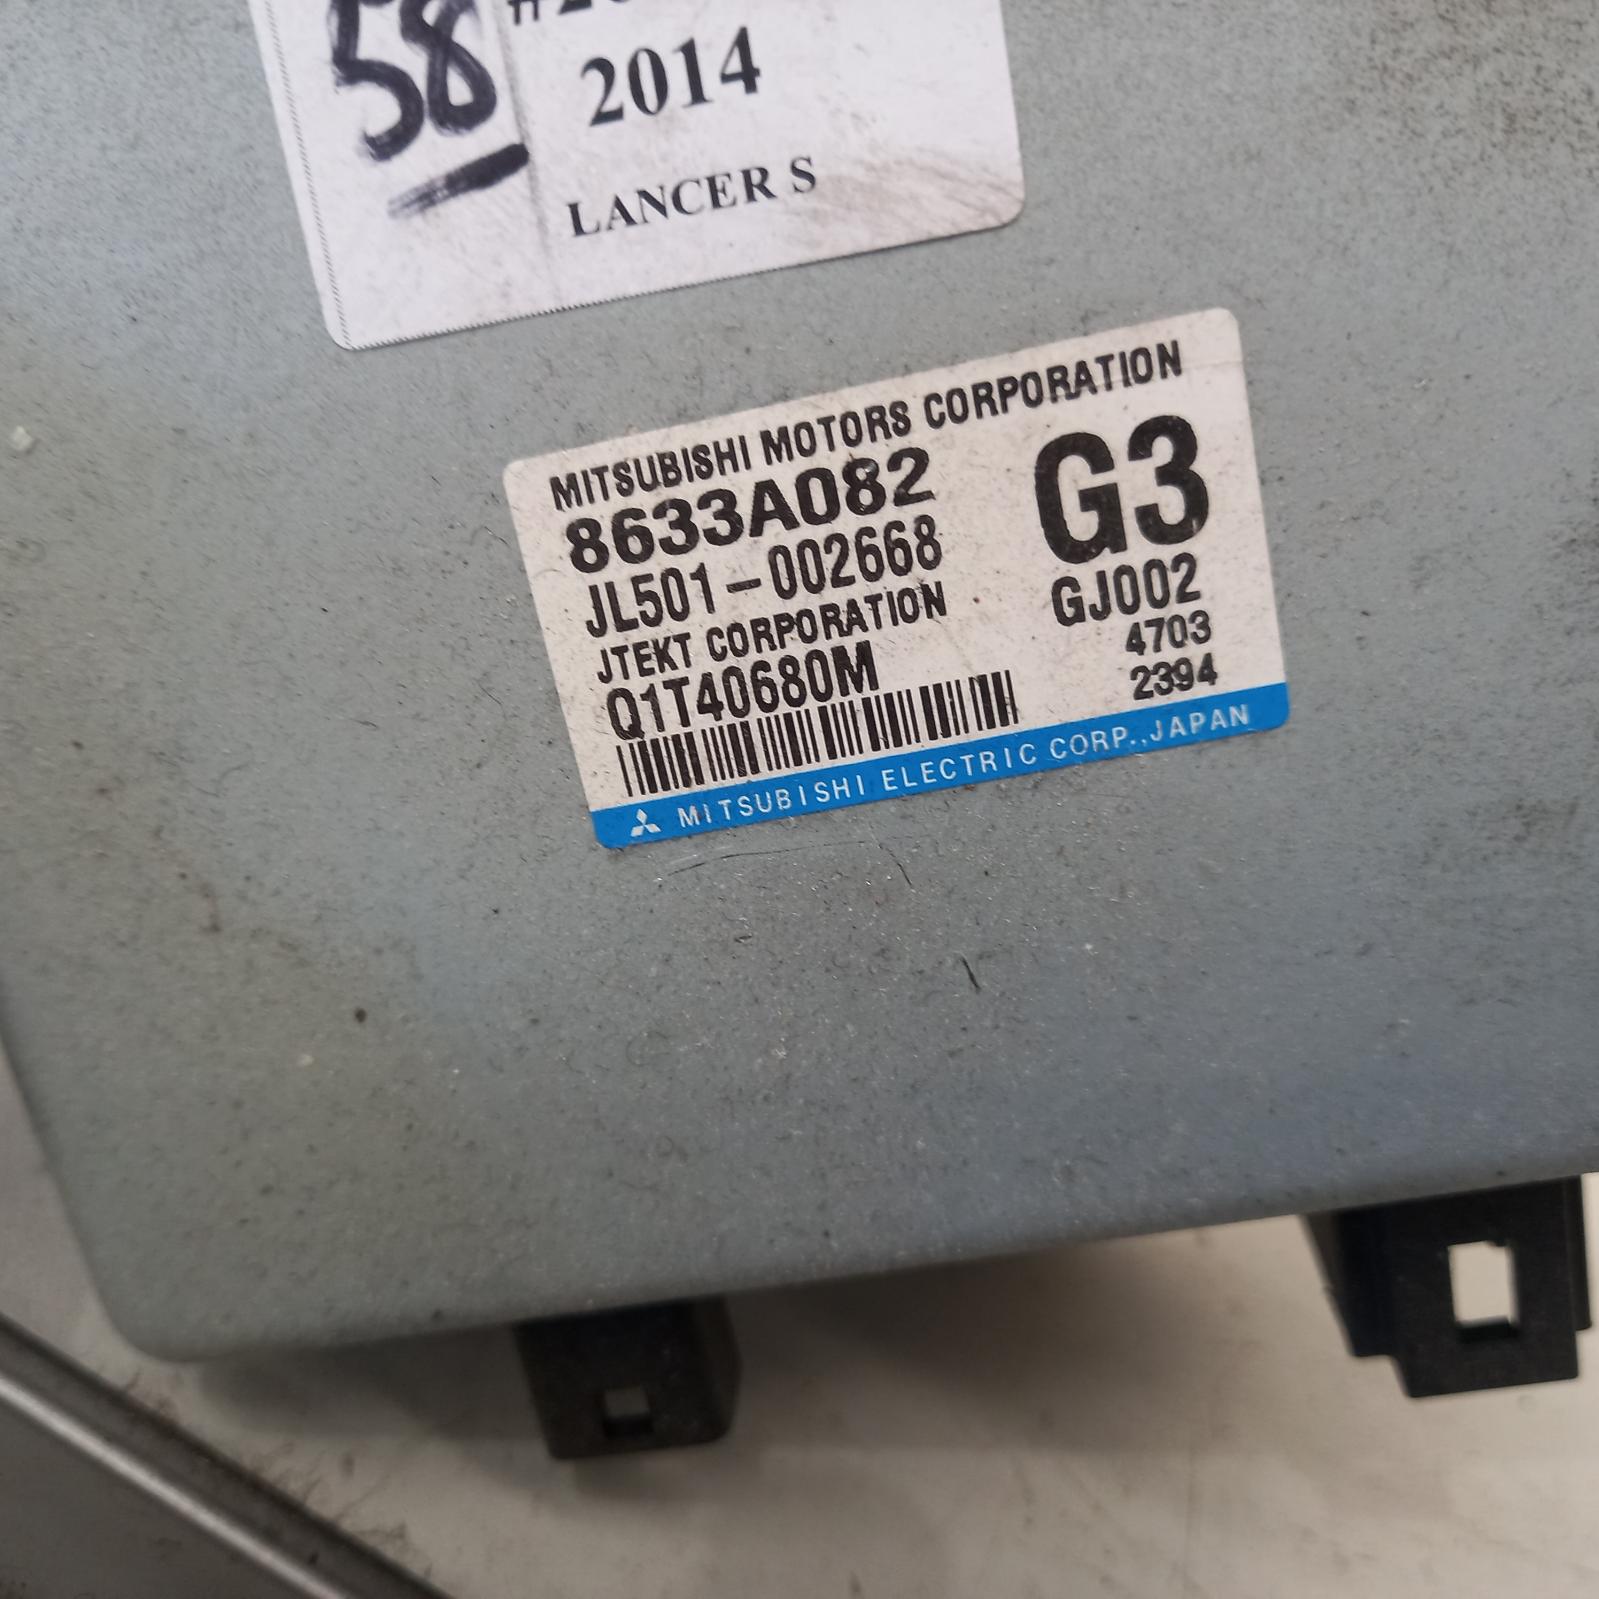 58
2014
LANCER S
MITSUBISHI MOTORS CORPORATION
8633A082
G3
JL501-002668
GJ002
JTEKT CORPORATION
4703
Q1T40680M
2394
MITSUBISHI ELECTRIC CORP.,JAPAN